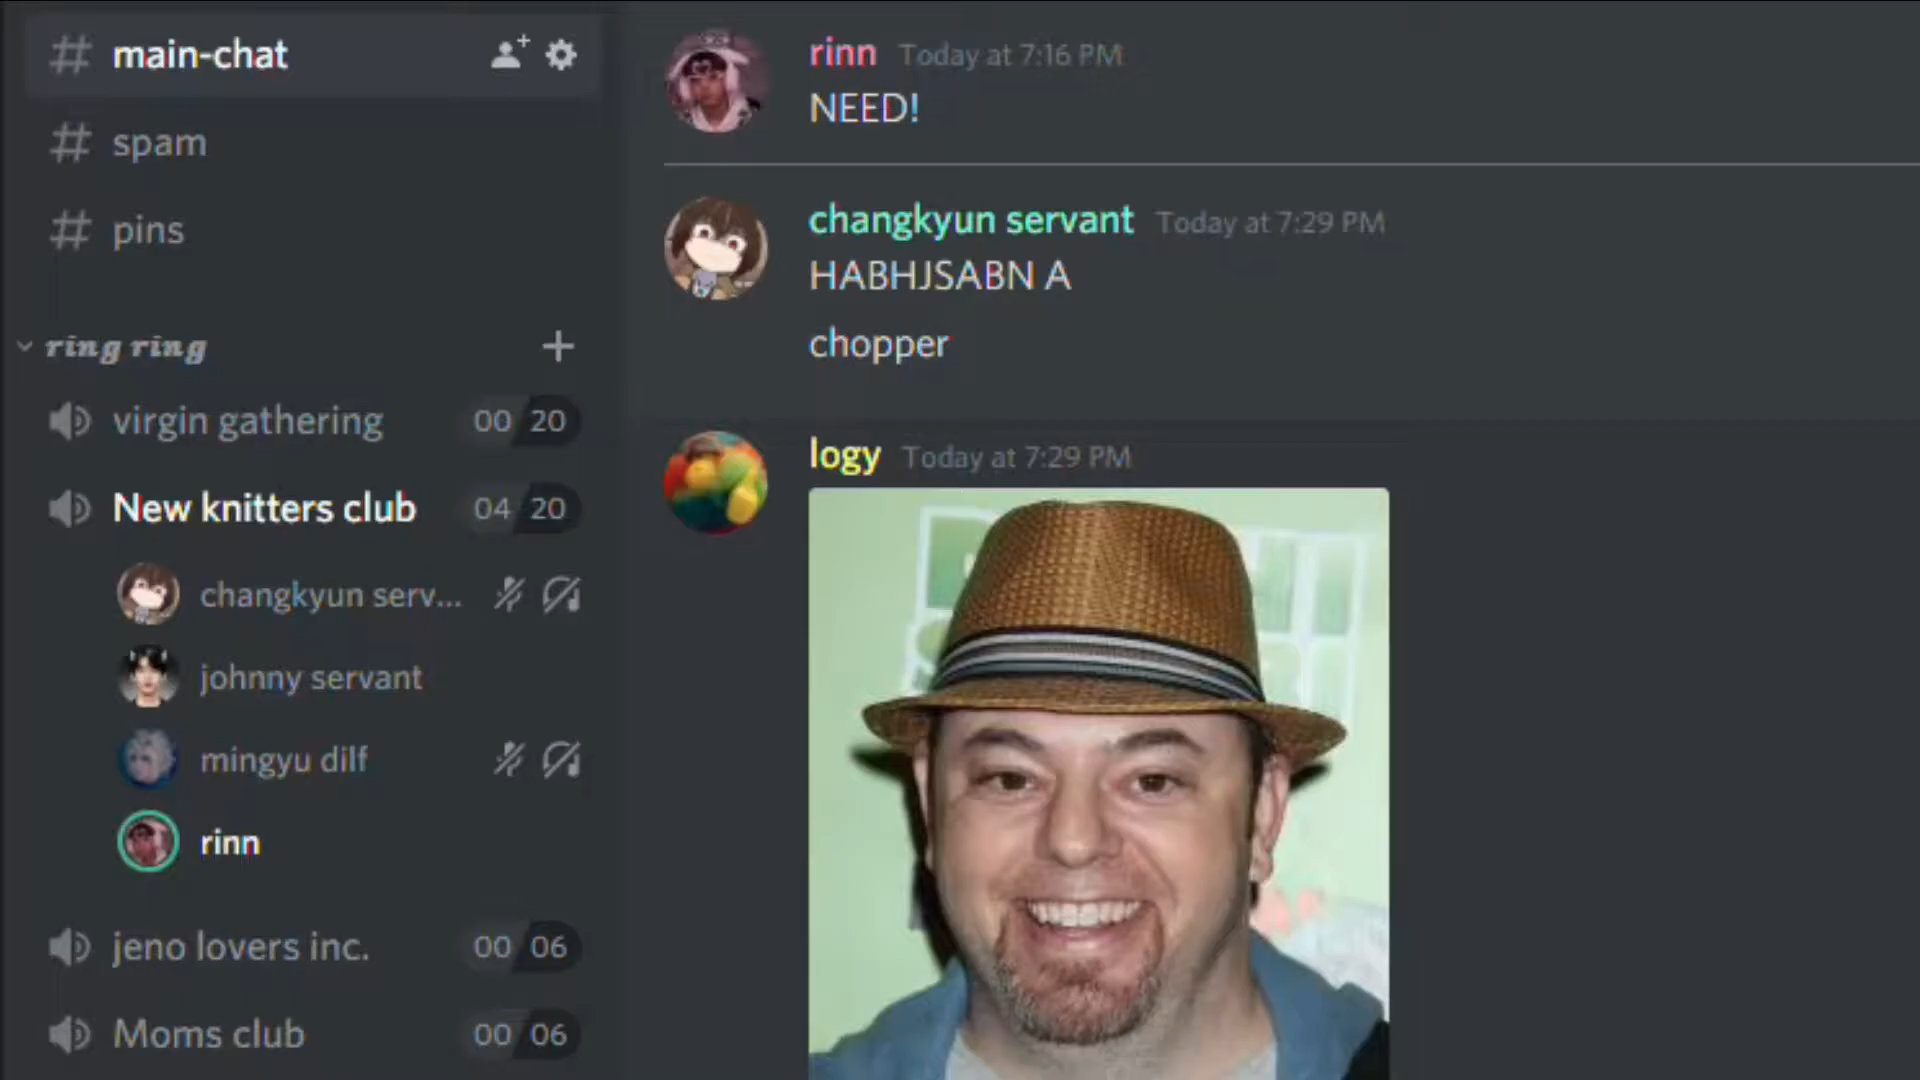 main-chat
spam
pins
ring ring
virgin gathering 00 20
New knitters club 04 20
changkyun serv...
johnny servant
mingyu dilf
rinn
jeno lovers inc. 00 06
Moms club 00 06
rinn Today at 7:16 PM
NEED!
changkyun servant Today at 7:29 PM
HABHJSABN A
chopper
logy Today at 7:29 PM